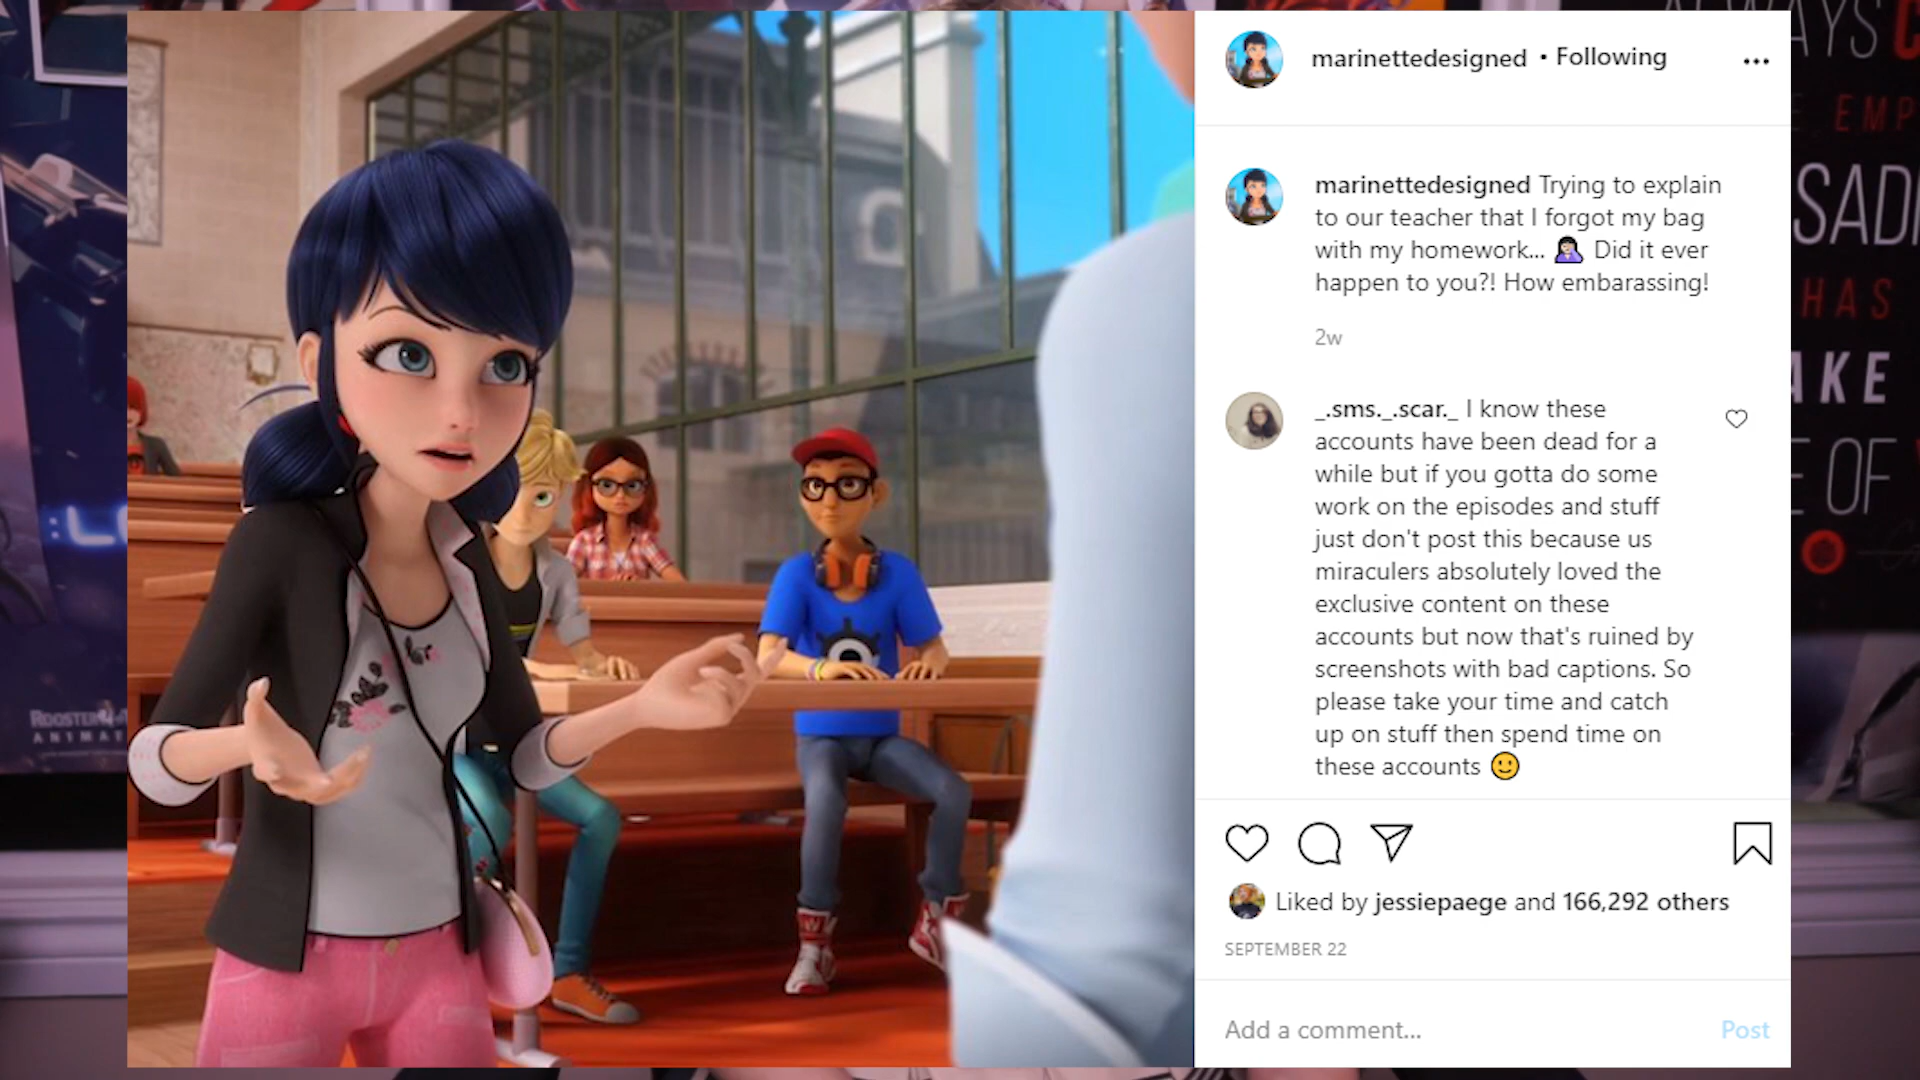 marinettedesigned • Following
marinettedesigned Trying to explain
to our teacher that I forgot my bag
with my homework... 🤦🏻‍♀️ Did it ever
happen to you?! How embarassing!
2w
_.sms._.scar._ I know these
accounts have been dead for a
while but if you gotta do some
work on the episodes and stuff
just don't post this because us
miraculers absolutely loved the
exclusive content on these
accounts but now that's ruined by
screenshots with bad captions. So
please take your time and catch
up on stuff then spend time on
these accounts 🙂
Liked by jessiepaege and 166,292 others
SEPTEMBER 22
Add a comment...
Post
SAD
HAS
AKE
OF